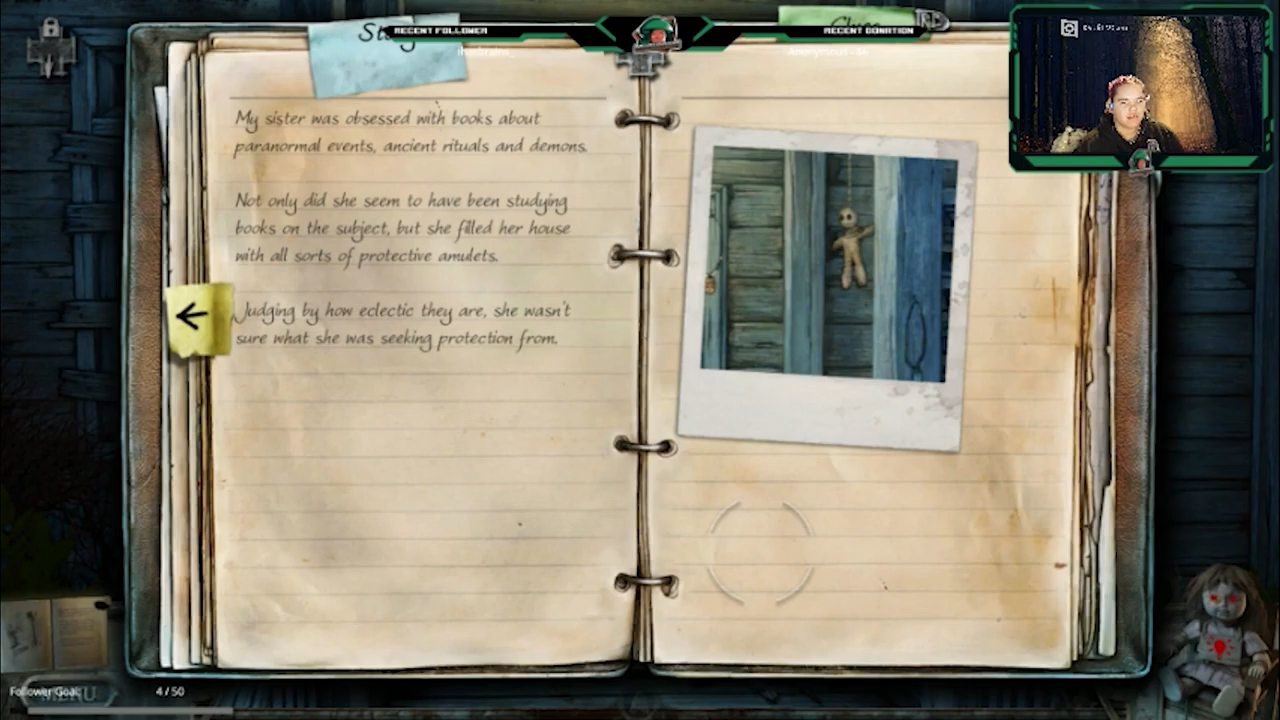 RECENT FOLLOWER
RECENT DONATION
My sister was obsessed with books about
paranormal events, ancient rituals and demons.
Not only did she seem to have been studying
books on the subject, but she filled her house
with all sorts of protective amulets.
Judging by how eclectic they are, she wasn't
sure what she was seeking protection from.
Follower Goal
4 / 50
MENU